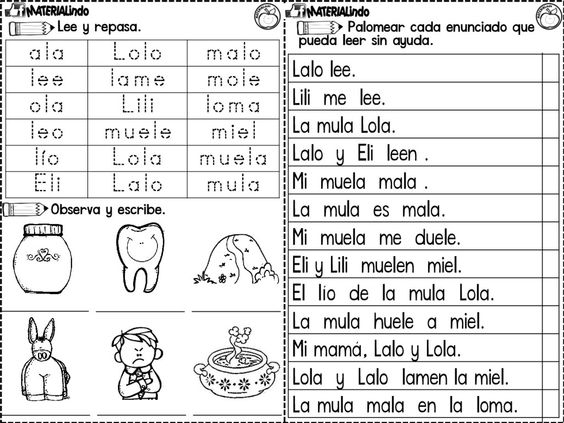 MATERIALindo
Lee y repasa.
ala Lolo malo
lee lame mole
ola Lili loma
leo muele miel
lío Lola muela
Eli Lalo mula
Observa y escribe.
MATERIALindo
Palomear cada enunciado que
pueda leer sin ayuda.
Lalo lee.
Lili me lee.
La mula Lola.
Lalo y Eli leen .
Mi muela mala .
La mula es mala.
Mi muela me duele.
Eli y Lili muelen miel.
El lío de la mula Lola.
La mula huele a miel.
Mi mamá, Lalo y Lola.
Lola y Lalo lamen la miel.
La mula mala en la loma.